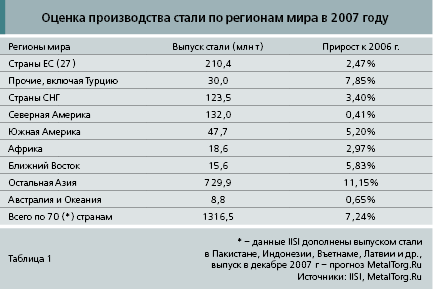 Оценка производства стали по регионам мира в 2007 году
Регионы мира Выпуск стали (млн т) Прирост к 2006 г.
Страны ЕС (27) 210,4 2,47%
Прочие, включая Турцию 30,0 7,85%
Страны СНГ 123,5 3,40%
Северная Америка 132,0 0,41%
Южная Америка 47,7 5,20%
Африка 18,6 2,97%
Ближний Восток 15,6 5,83%
Остальная Азия 729,9 11,15%
Австралия и Океания 8,8 0,65%
Всего по 70 (*) странам 1316,5 7,24%
* – данные IISI дополнены выпуском стали
в Пакистане, Индонезии, Вьетнаме, Латвии и др.,
выпуск в декабре 2007 г – прогноз MetalTorg.Ru
Источники: IISI, MetalTorg.Ru
Таблица 1